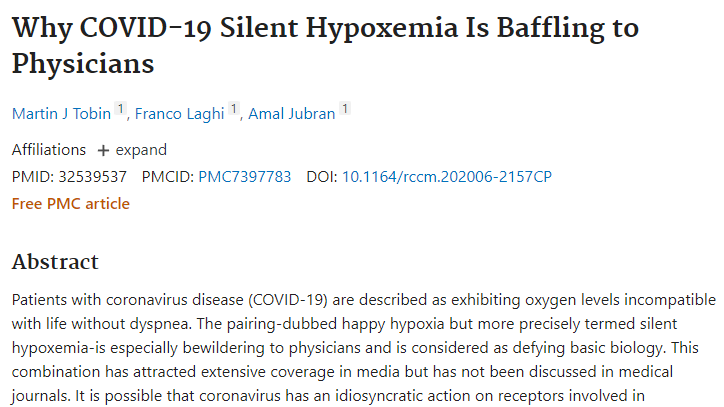 Why COVID-19 Silent Hypoxemia Is Baffling to
Physicians
Martin J Tobin 1, Franco Laghi 1, Amal Jubran 1
Affiliations + expand
PMID: 32539537 PMCID: PMC7397783 DOI: 10.1164/rccm.202006-2157CP
Free PMC article
Abstract
Patients with coronavirus disease (COVID-19) are described as exhibiting oxygen levels incompatible
with life without dyspnea. The pairing-dubbed happy hypoxia but more precisely termed silent
hypoxemia-is especially bewildering to physicians and is considered as defying basic biology. This
combination has attracted extensive coverage in media but has not been discussed in medical
journals. It is possible that coronavirus has an idiosyncratic action on receptors involved in